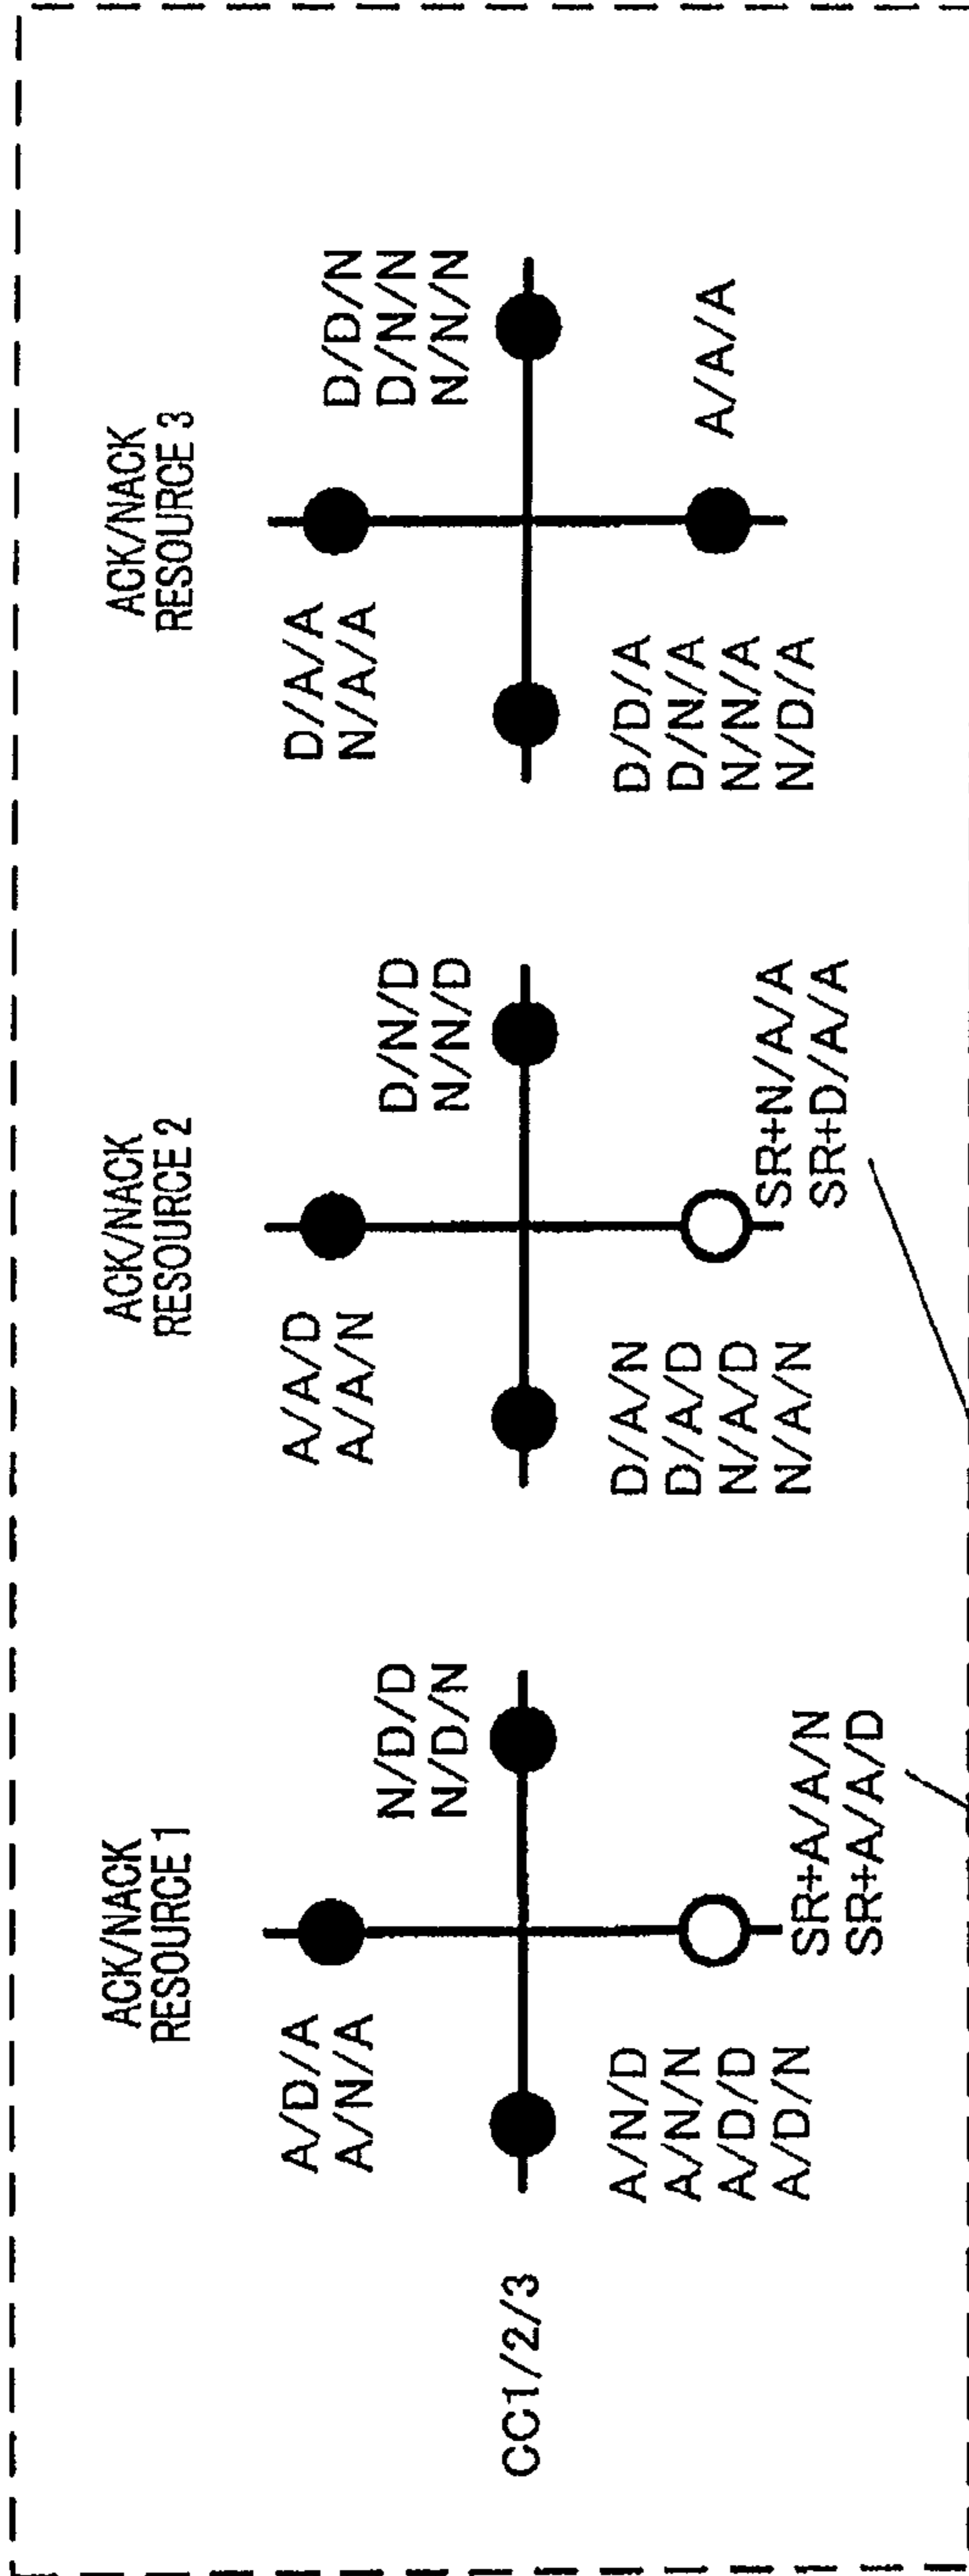 CC1/2/3
ACK/NACK
RESOURCE 1
A/D/A
A/N/A
N/D/D
N/D/N
A/N/D
A/N/N
A/D/D
A/D/N
SR+A/A/N
SR+A/A/D
ACK/NACK
RESOURCE 2
A/A/D
A/A/N
D/N/D
N/N/D
D/A/N
D/A/D
N/A/D
N/A/N
SR+N/A/A
SR+D/A/A
ACK/NACK
RESOURCE 3
D/A/A
N/A/A
D/D/N
D/N/N
N/N/N
D/D/A
D/N/A
N/N/A
N/D/A
A/A/A